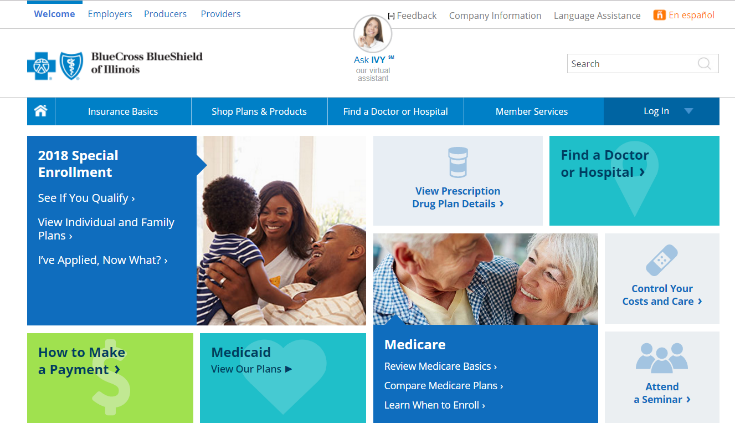 Welcome Employers Producers Providers
[+] Feedback Company Information Language Assistance En español
BlueCross BlueShield
of Illinois
Ask IVY SM
our virtual
assistant
Search
Insurance Basics Shop Plans & Products Find a Doctor or Hospital Member Services Log In
2018 Special
Enrollment
See If You Qualify ›
View Individual and Family
Plans ›
I've Applied, Now What? ›
View Prescription
Drug Plan Details ›
Find a Doctor
or Hospital ›
Medicare
Review Medicare Basics ›
Compare Medicare Plans ›
Learn When to Enroll ›
Control Your
Costs and Care ›
How to Make
a Payment ›
Medicaid
View Our Plans ▶
Attend
a Seminar ›